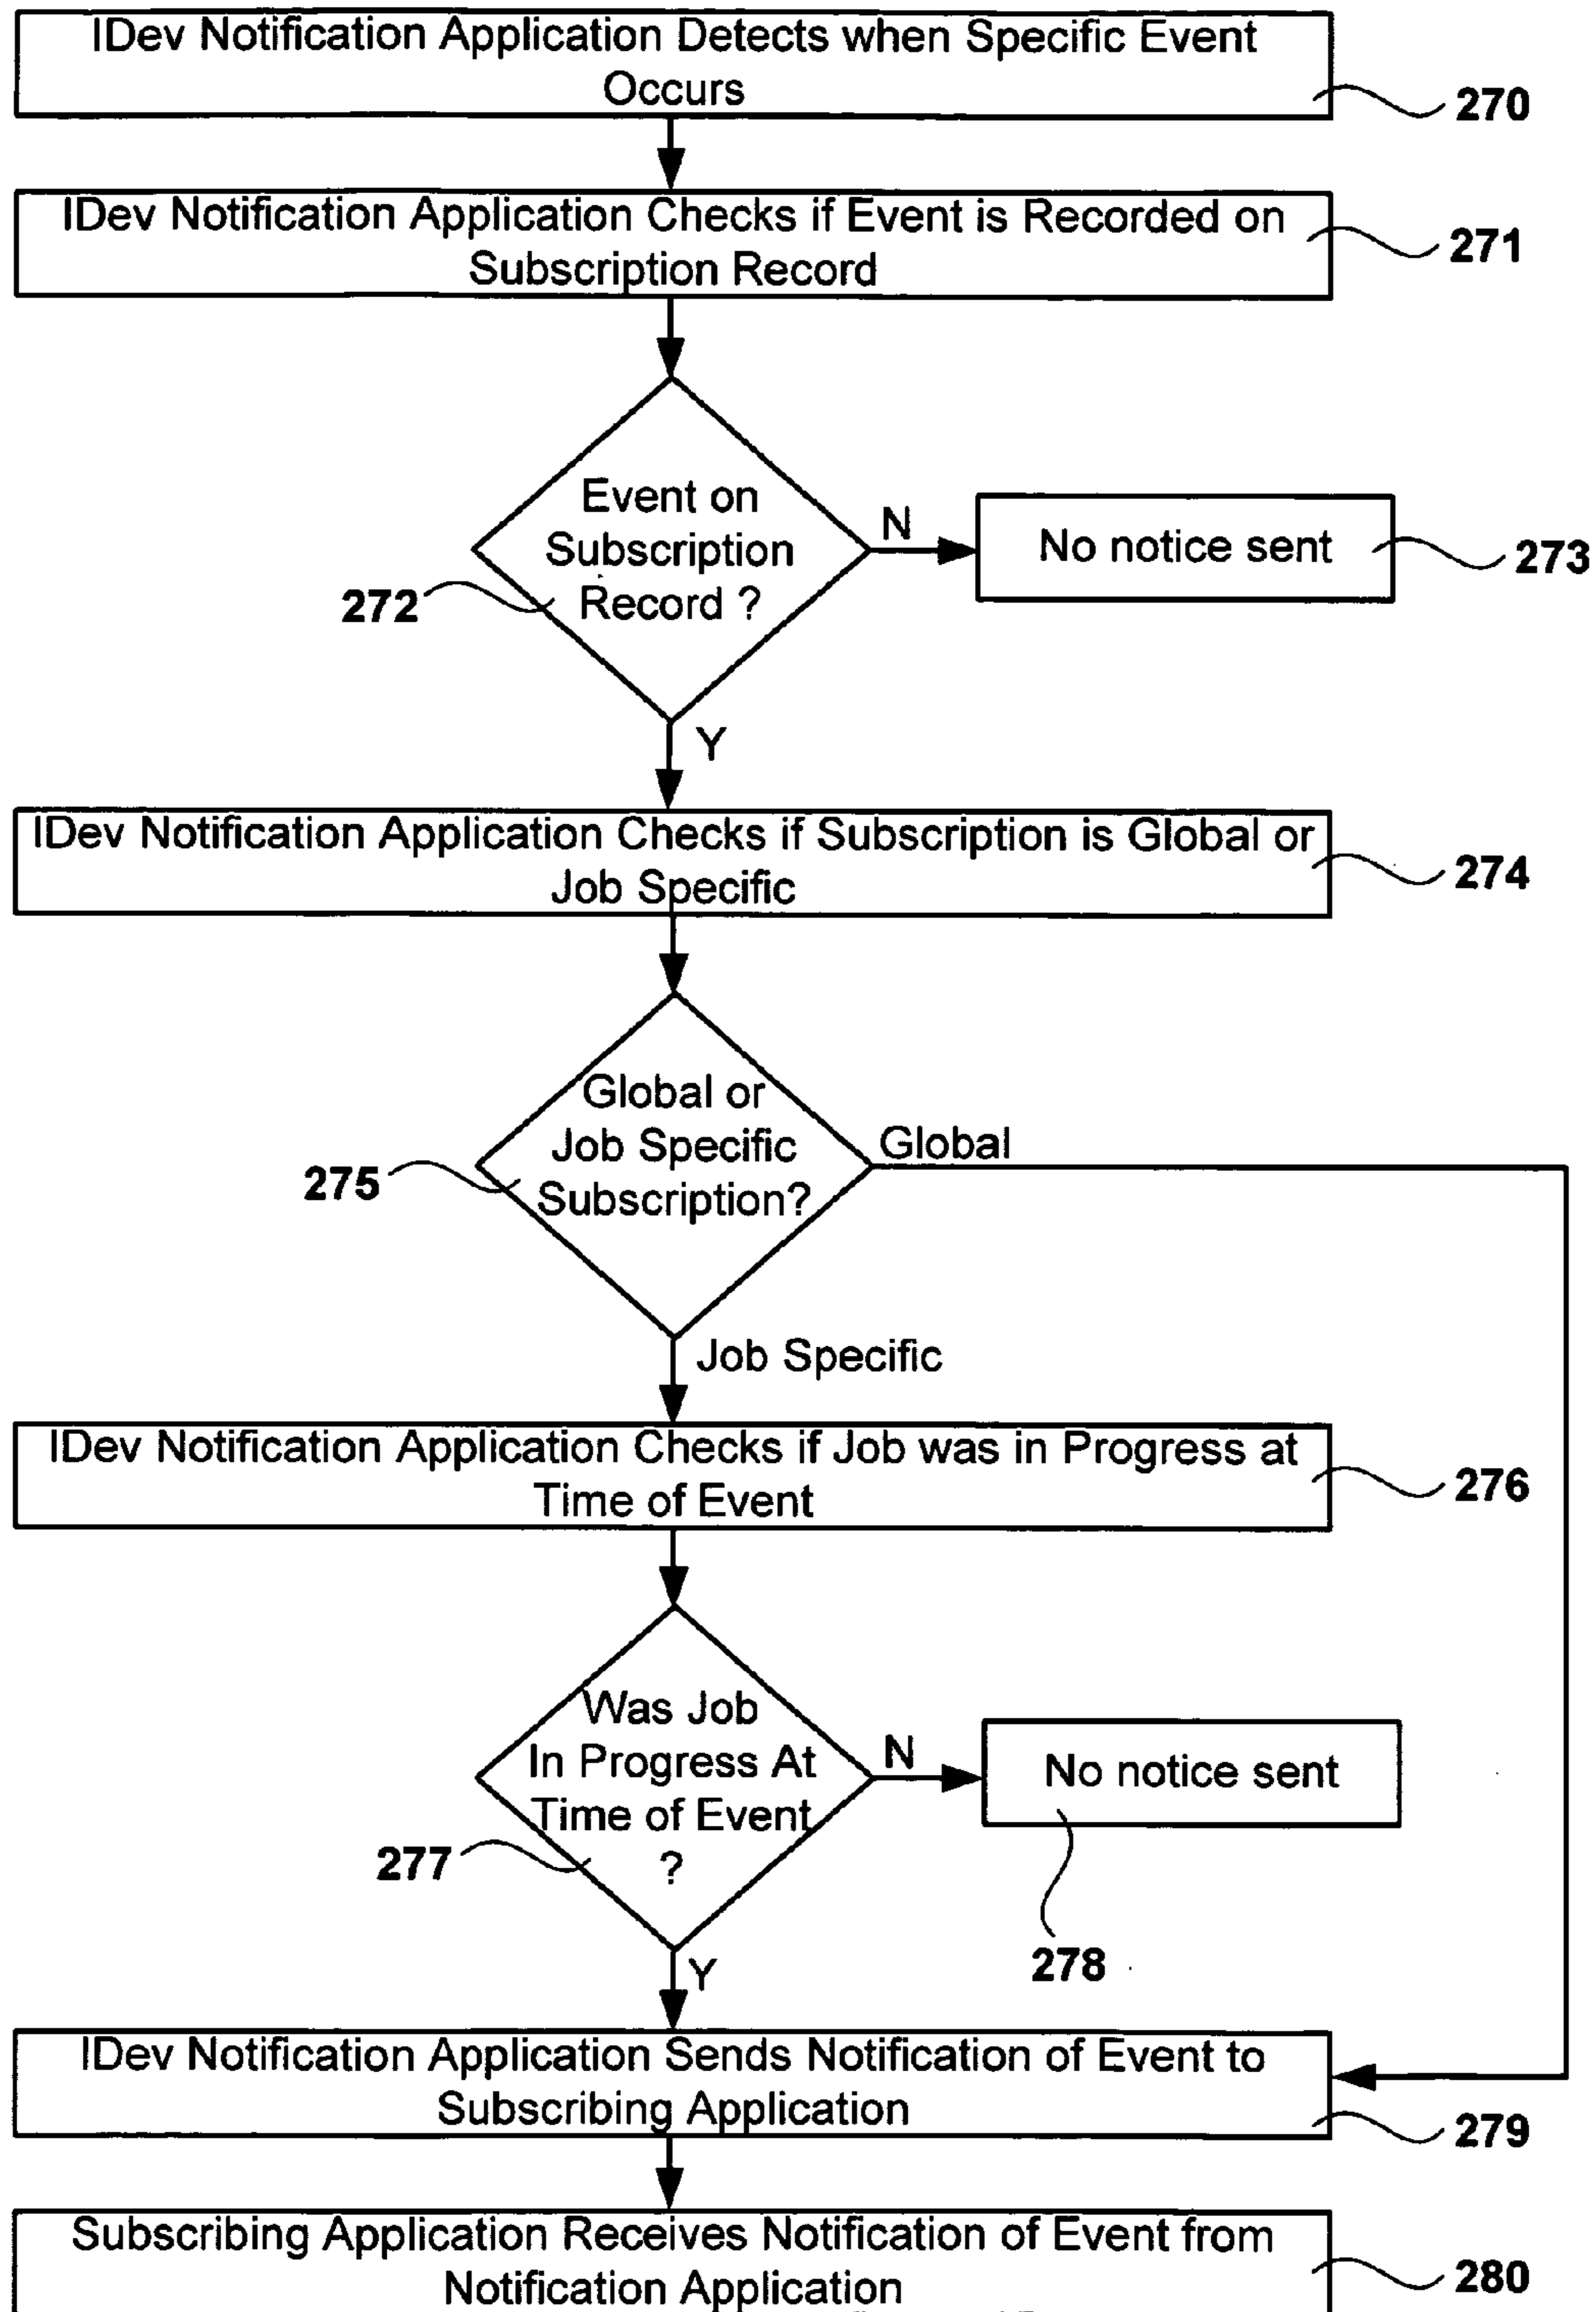 IDev Notification Application Detects when Specific Event
Occurs
270
IDev Notification Application Checks if Event is Recorded on
Subscription Record
271
Event on
Subscription
Record ?
272
N
No notice sent
273
Y
IDev Notification Application Checks if Subscription is Global or
Job Specific
274
Global or
Job Specific
Subscription?
275
Global
Job Specific
IDev Notification Application Checks if Job was in Progress at
Time of Event
276
Was Job
In Progress At
Time of Event
?
277
N
No notice sent
278
Y
IDev Notification Application Sends Notification of Event to
Subscribing Application
279
Subscribing Application Receives Notification of Event from
Notification Application
280